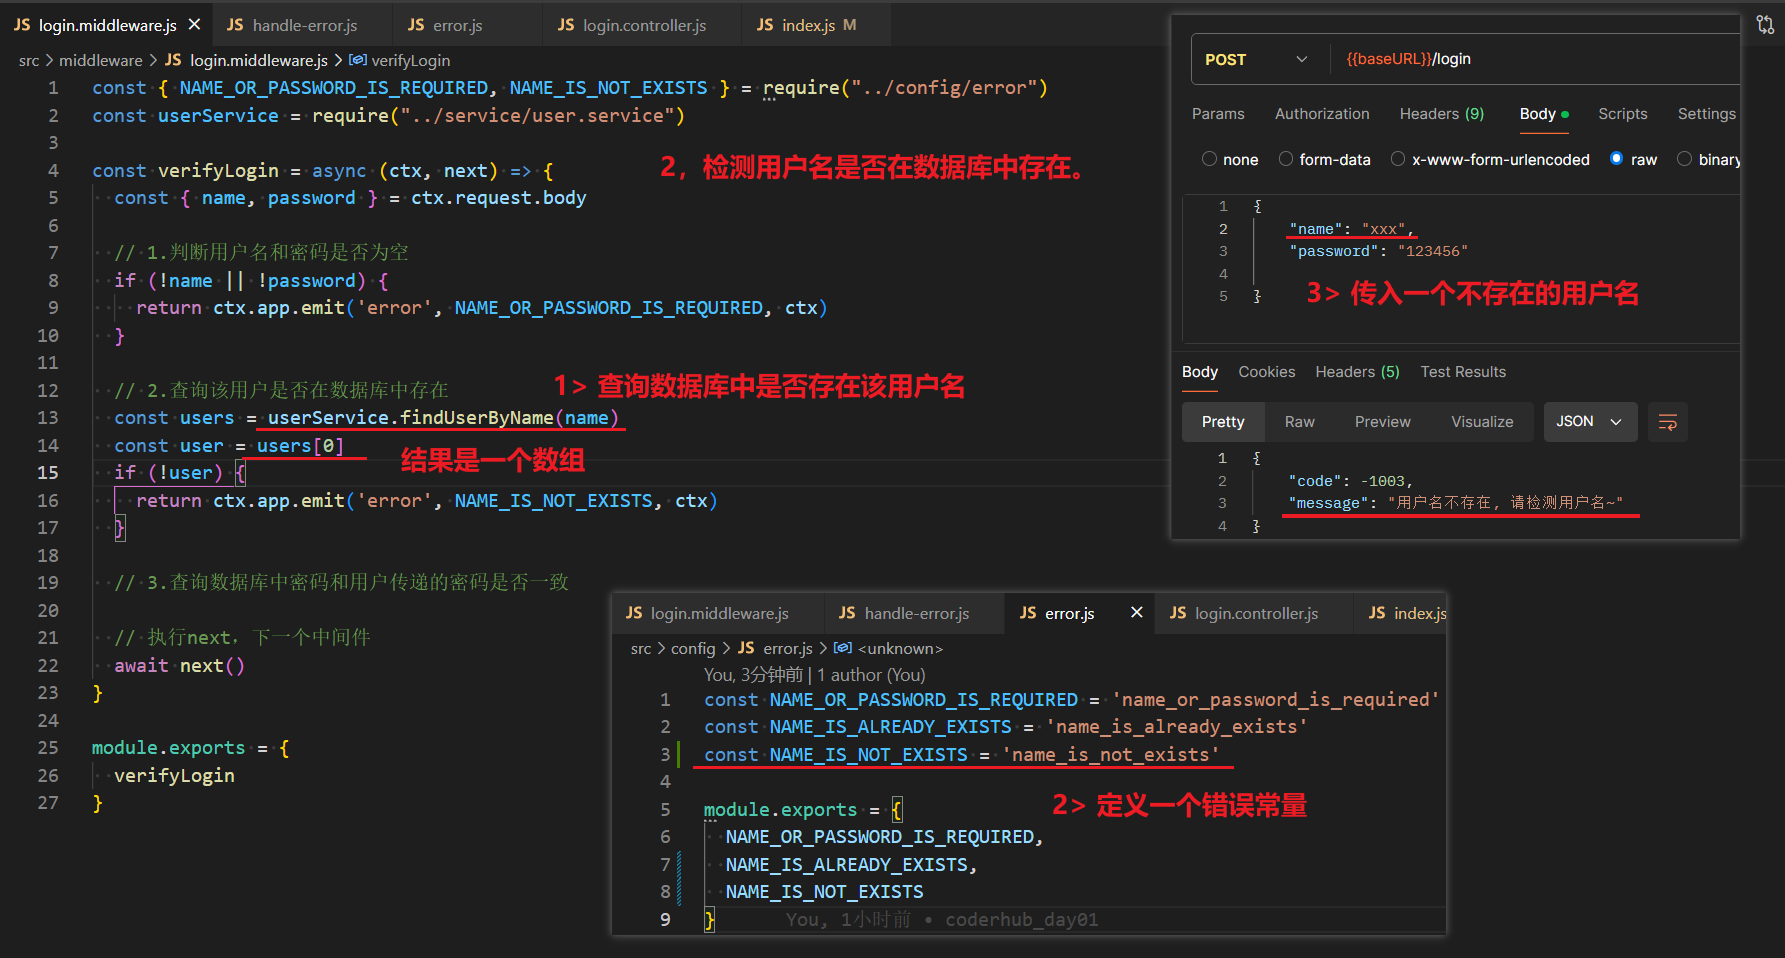 JS login.middleware.js ×
JS handle-error.js
JS error.js
JS login.controller.js
JS index.js M
src > middleware > JS login.middleware.js > verifyLogin
1 const { NAME_OR_PASSWORD_IS_REQUIRED, NAME_IS_NOT_EXISTS } = require("../config/error")
2 const userService = require("../service/user.service")
3
4 const verifyLogin = async (ctx, next) => {
5 const { name, password } = ctx.request.body
6
7 // 1.判断用户名和密码是否为空
8 if (!name || !password) {
9 return ctx.app.emit('error', NAME_OR_PASSWORD_IS_REQUIRED, ctx)
10 }
11
12 // 2.查询该用户是否在数据库中存在
13 const users = userService.findUserByName(name)
14 const user = users[0]
15 if (!user) {
16 return ctx.app.emit('error', NAME_IS_NOT_EXISTS, ctx)
17 }
18
19 // 3.查询数据库中密码和用户传递的密码是否一致
20
21 // 执行next，下一个中间件
22 await next()
23 }
24
25 module.exports = {
26 verifyLogin
27 }
2，检测用户名是否在数据库中存在。
1> 查询数据库中是否存在该用户名
结果是一个数组
POST {{baseURL}}/login
Params Authorization Headers (9) Body Scripts Settings
none form-data x-www-form-urlencoded raw binary
1 {
2 "name": "xxx",
3 "password": "123456"
4
5 }
3> 传入一个不存在的用户名
Body Cookies Headers (5) Test Results
Pretty Raw Preview Visualize JSON
1 {
2 "code": -1003,
3 "message": "用户名不存在, 请检测用户名~"
4 }
JS login.middleware.js
JS handle-error.js
JS error.js ×
JS login.controller.js
JS index.js
src > config > JS error.js > <unknown>
You, 3分钟前 | 1 author (You)
1 const NAME_OR_PASSWORD_IS_REQUIRED = 'name_or_password_is_required'
2 const NAME_IS_ALREADY_EXISTS = 'name_is_already_exists'
3 const NAME_IS_NOT_EXISTS = 'name_is_not_exists'
4
5 module.exports = {
6 NAME_OR_PASSWORD_IS_REQUIRED,
7 NAME_IS_ALREADY_EXISTS,
8 NAME_IS_NOT_EXISTS
9 } You, 1小时前 • coderhub_day01
2> 定义一个错误常量